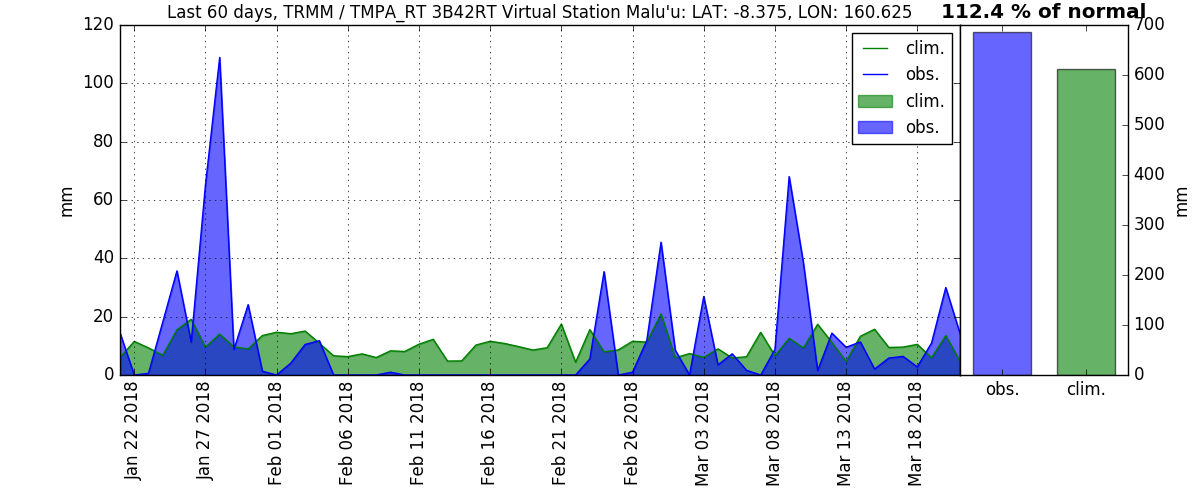 Last 60 days, TRMM / TMPA_RT 3B42RT Virtual Station Malu'u: LAT: -8.375, LON: 160.625
112.4 % of normal
120
100
80
60
40
20
0
mm
clim.
obs.
clim.
obs.
700
600
500
400
300
200
100
0
mm
Jan 22 2018
Jan 27 2018
Feb 01 2018
Feb 06 2018
Feb 11 2018
Feb 16 2018
Feb 21 2018
Feb 26 2018
Mar 03 2018
Mar 08 2018
Mar 13 2018
Mar 18 2018
obs.
clim.